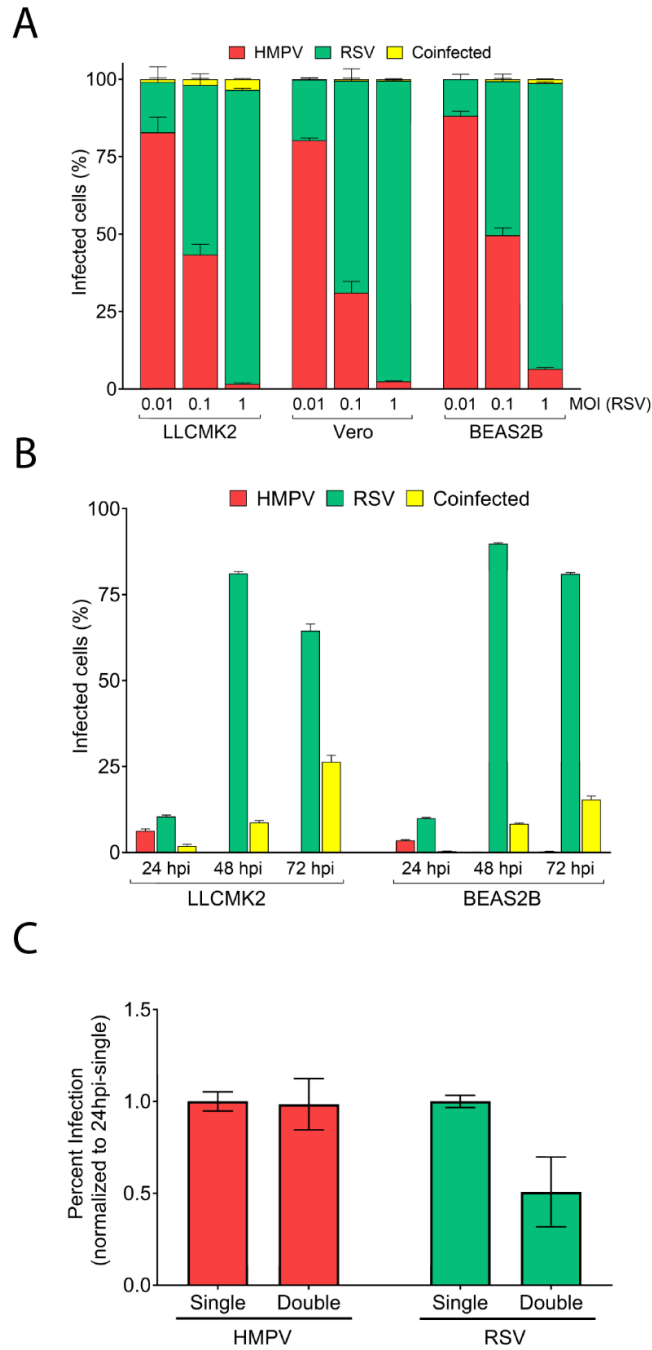 A
HMPV RSV Coinfected
Infected cells (%)
100
75
50
25
0
0.01 0.1 1 0.01 0.1 1 0.01 0.1 1 MOI (RSV)
LLCMK2 Vero BEAS2B
B
HMPV RSV Coinfected
Infected cells (%)
100
75
50
25
0
24 hpi 48 hpi 72 hpi 24 hpi 48 hpi 72 hpi
LLCMK2 BEAS2B
C
Percent Infection
(normalized to 24hpi-single)
1.5
1.0
0.5
0.0
Single Double Single Double
HMPV RSV